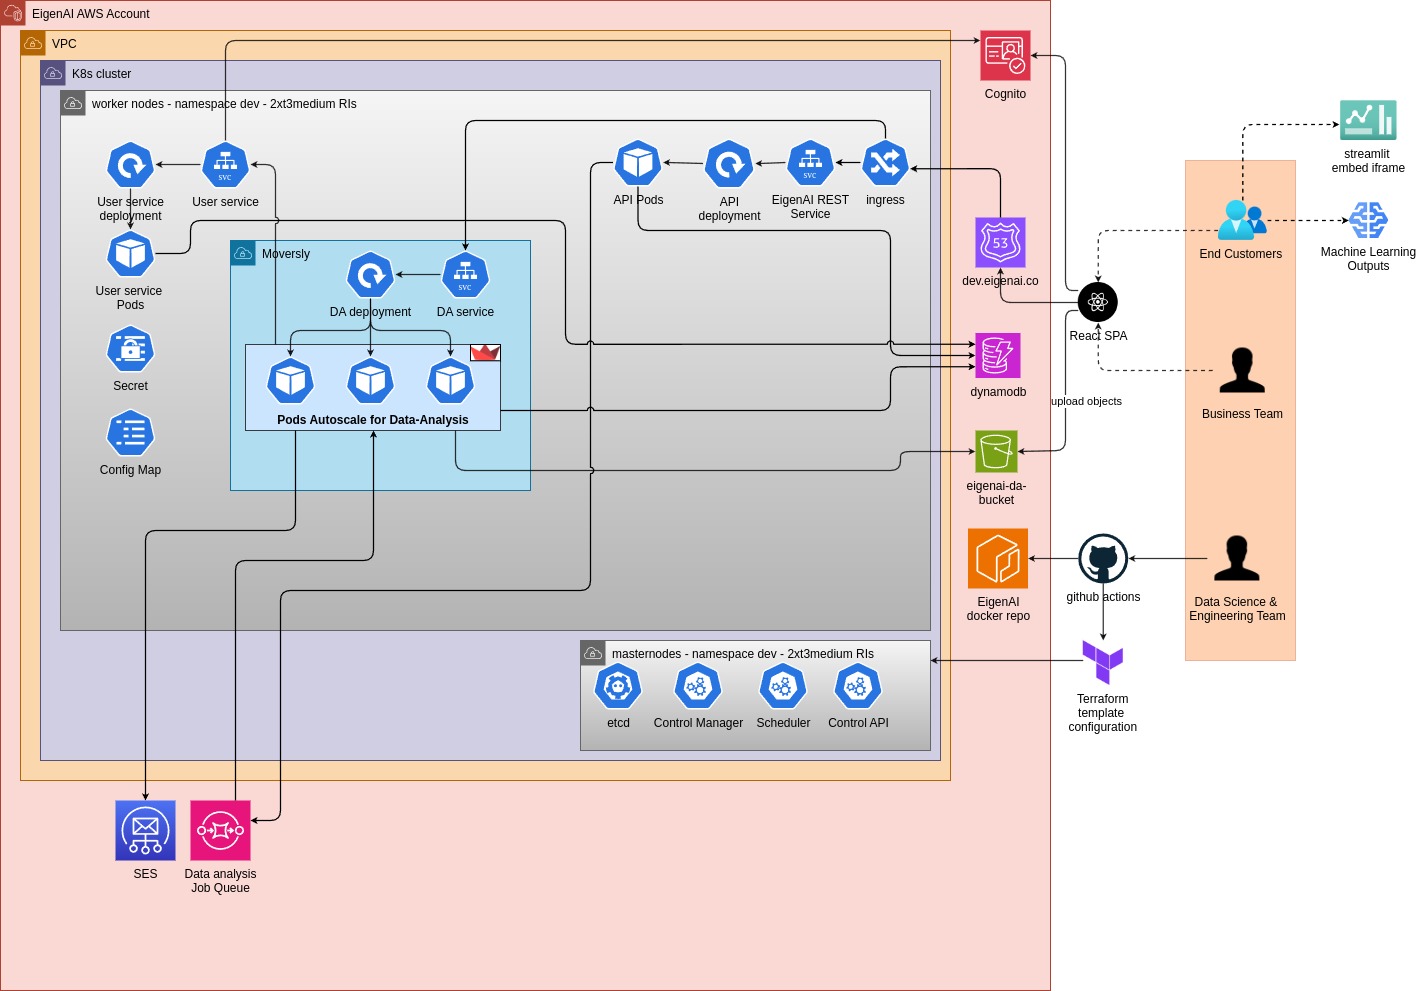 EigenAI AWS Account
VPC
K8s cluster
worker nodes - namespace dev - 2xt3medium RIs
Cognito
streamlit
embed iframe
svc
User service
deployment
User service
API Pods
API
deployment
svc
EigenAI REST
Service
ingress
53
dev.eigenai.co
End Customers
Machine Learning
Outputs
User service
Pods
Moversly
svc
DA deployment
DA service
React SPA
Secret
dynamodb
upload objects
Business Team
Pods Autoscale for Data-Analysis
Config Map
eigenai-da-
bucket
EigenAI
docker repo
github actions
Data Science &
Engineering Team
masternodes - namespace dev - 2xt3medium RIs
etcd
Control Manager
Scheduler
Control API
Terraform
template
configuration
SES
Data analysis
Job Queue